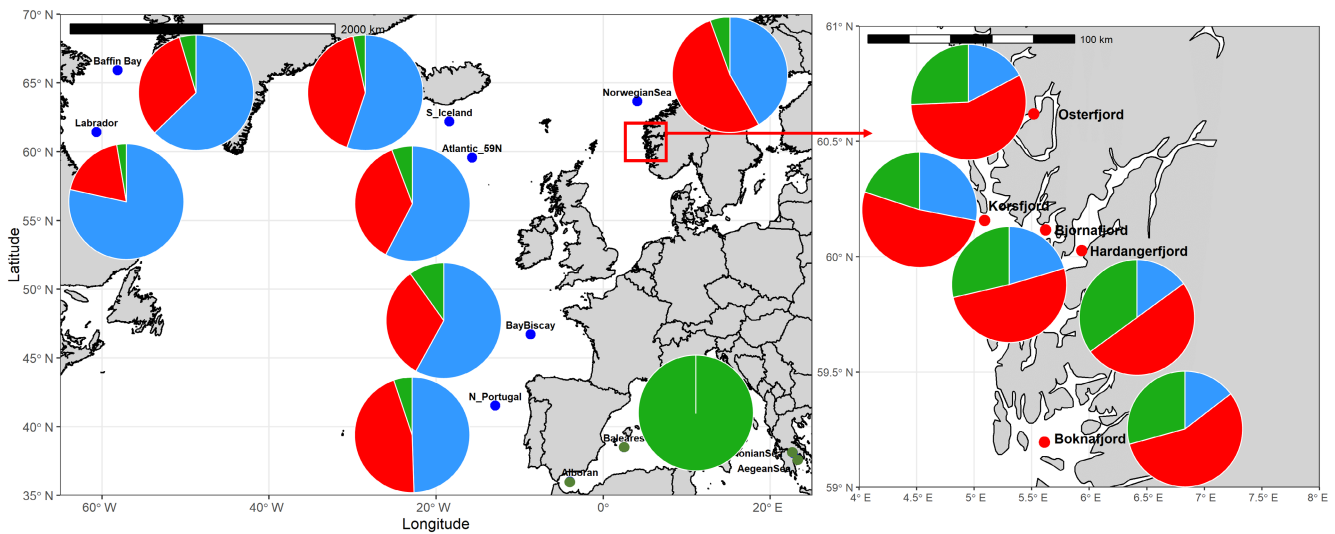 70° N
65° N
60° N
55° N
50° N
45° N
40° N
35° N
Latitude
60° W
40° W
20° W
0°
20° E
Longitude
2000 km
Baffin Bay
Labrador
S_Iceland
Atlantic_59N
NorwegianSea
BayBiscay
N_Portugal
Baleares
Alboran
onianSea
AegeanSea
61° N
60.5° N
60° N
59.5° N
59° N
4° E
4.5° E
5° E
5.5° E
6° E
6.5° E
7° E
7.5° E
8° E
100 km
Osterfjord
Korsfjord
Bjornafjord
Hardangerfjord
Boknafjord